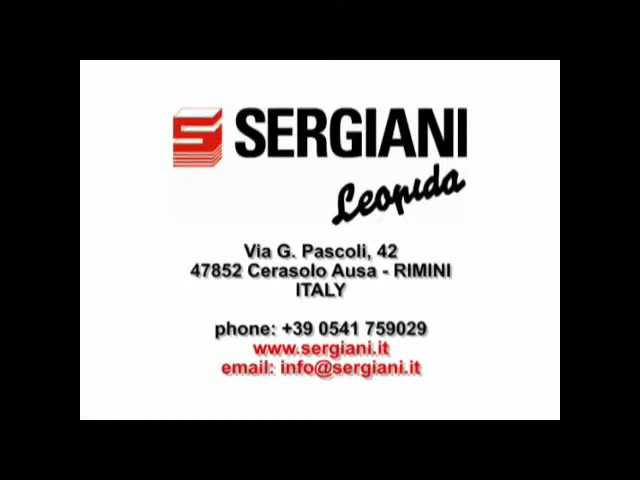 SERGIANI
Leopida
Via G. Pascoli, 42
47852 Cerasolo Ausa - RIMINI
ITALY
phone: +39 0541 759029
www.sergiani.it
email: info@sergiani.it